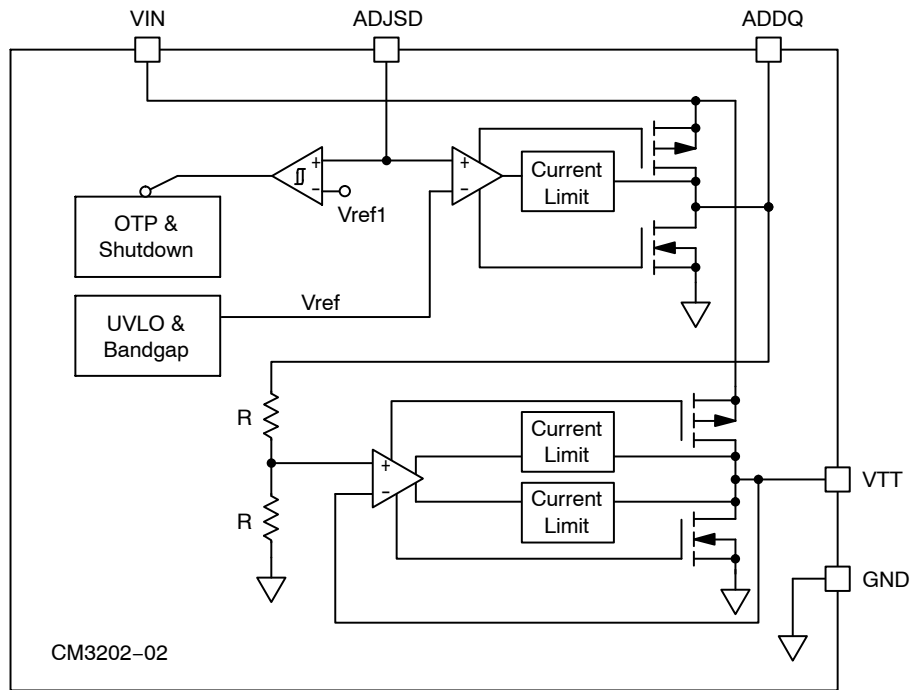 VIN
ADJSD
ADDQ
+
−
Vref1
+
−
Current
Limit
OTP &
Shutdown
Vref
UVLO &
Bandgap
R
Current
Limit
+
−
VTT
R
Current
Limit
GND
CM3202−02